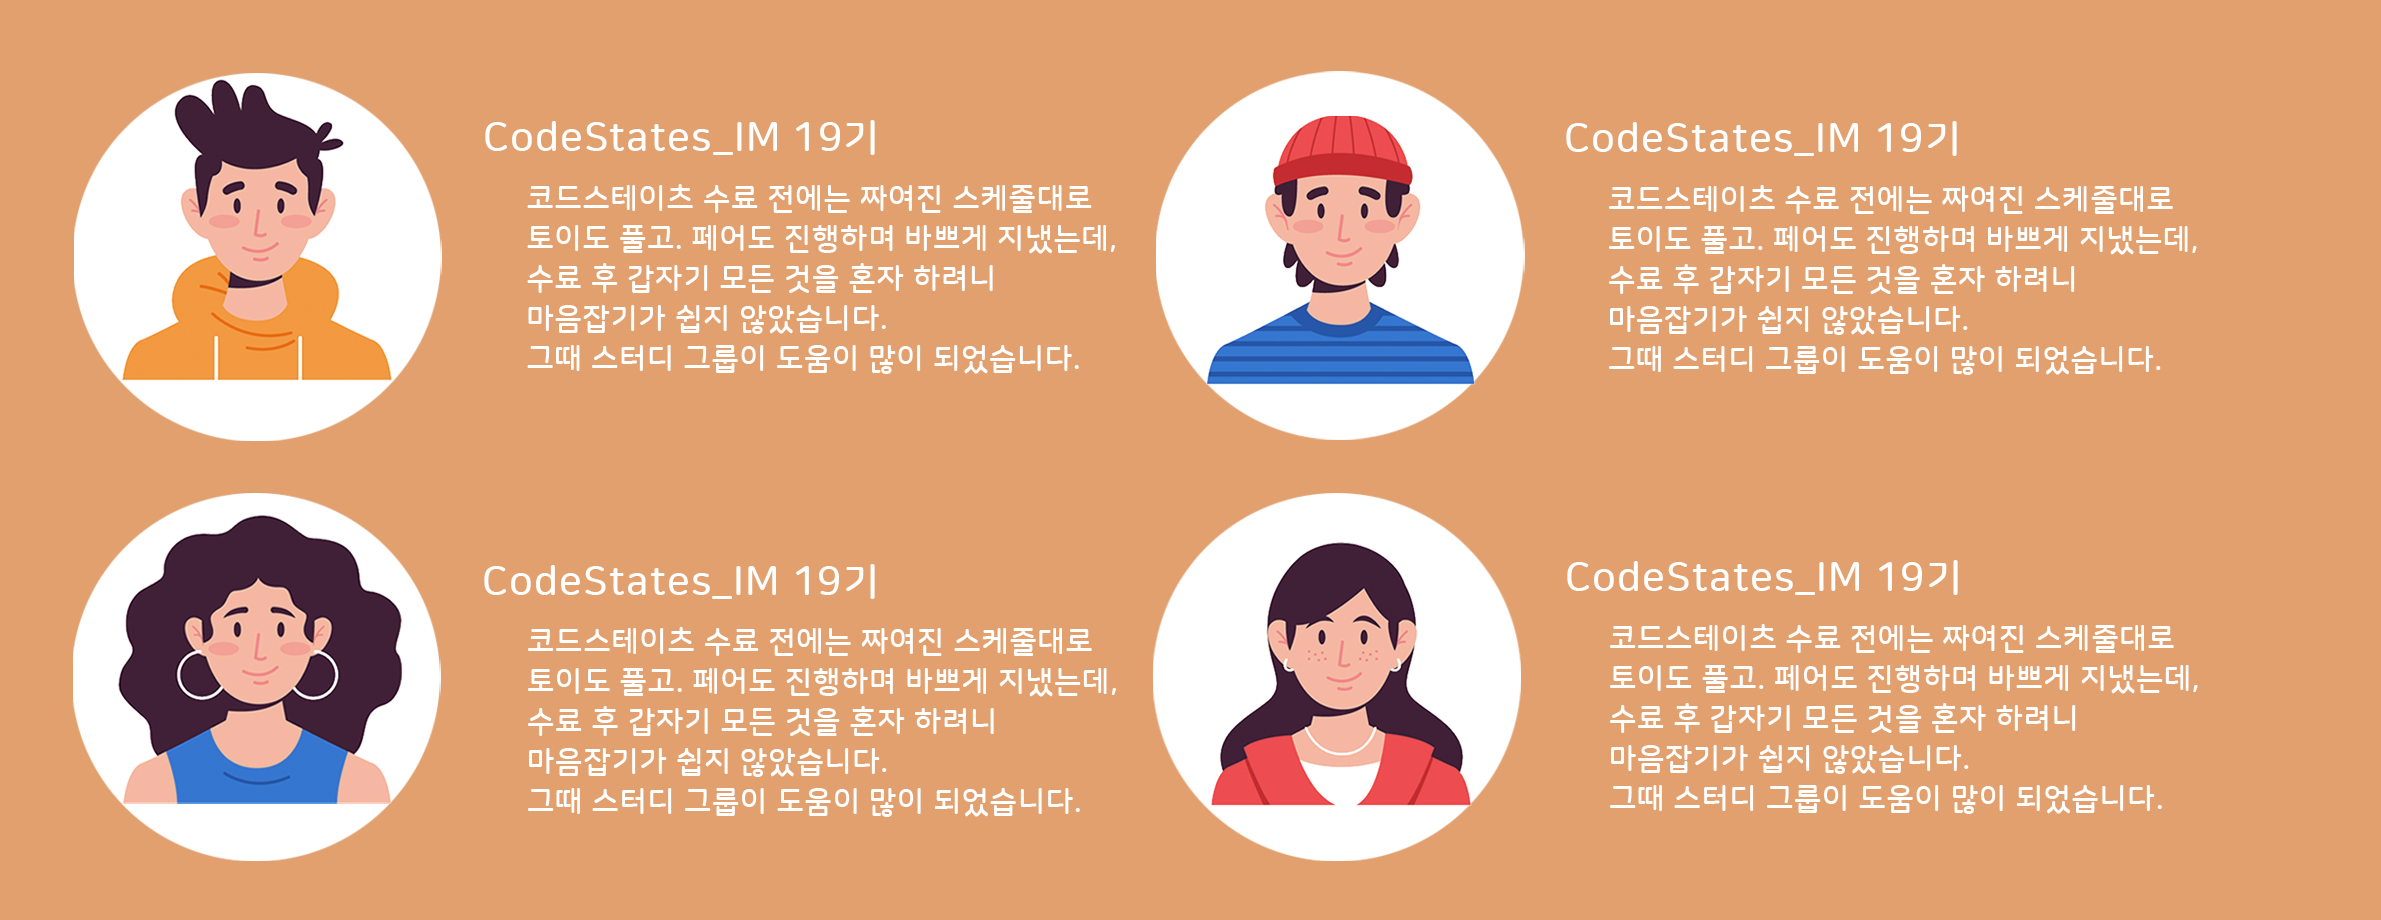 CodeStates_IM 19기
코드스테이츠 수료 전에는 짜여진 스케줄대로
토이도 풀고. 페어도 진행하며 바쁘게 지냈는데,
수료 후 갑자기 모든 것을 혼자 하려니
마음잡기가 쉽지 않았습니다.
그때 스터디 그룹이 도움이 많이 되었습니다.
CodeStates_IM 19기
코드스테이츠 수료 전에는 짜여진 스케줄대로
토이도 풀고. 페어도 진행하며 바쁘게 지냈는데,
수료 후 갑자기 모든 것을 혼자 하려니
마음잡기가 쉽지 않았습니다.
그때 스터디 그룹이 도움이 많이 되었습니다.
CodeStates_IM 19기
코드스테이츠 수료 전에는 짜여진 스케줄대로
토이도 풀고. 페어도 진행하며 바쁘게 지냈는데,
수료 후 갑자기 모든 것을 혼자 하려니
마음잡기가 쉽지 않았습니다.
그때 스터디 그룹이 도움이 많이 되었습니다.
CodeStates_IM 19기
코드스테이츠 수료 전에는 짜여진 스케줄대로
토이도 풀고. 페어도 진행하며 바쁘게 지냈는데,
수료 후 갑자기 모든 것을 혼자 하려니
마음잡기가 쉽지 않았습니다.
그때 스터디 그룹이 도움이 많이 되었습니다.